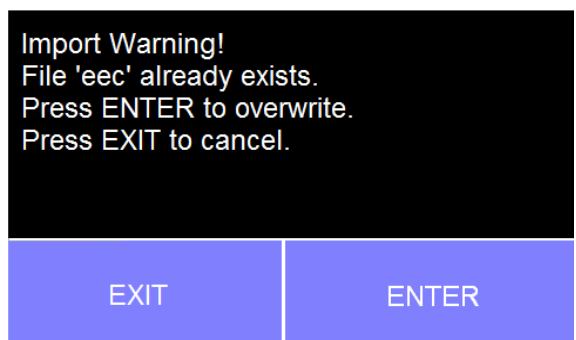 Import Warning!
File 'eec' already exists.
Press ENTER to overwrite.
Press EXIT to cancel.
EXIT
ENTER